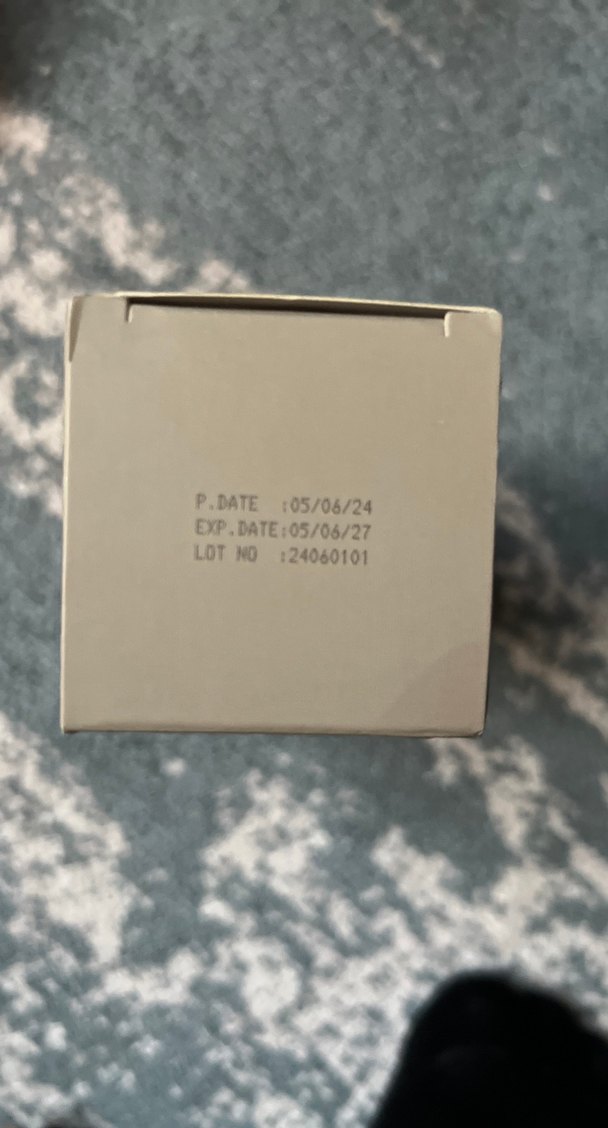 P.DATE :05/06/24
EXP.DATE:05/06/27
LOT NO :24060101